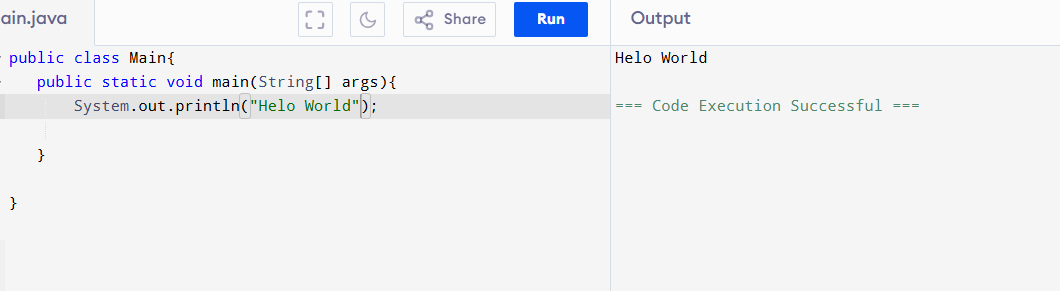 ain.java
Share
Run
Output
public class Main{
public static void main(String[] args){
System.out.println("Helo World");
}
}
Helo World
=== Code Execution Successful ===